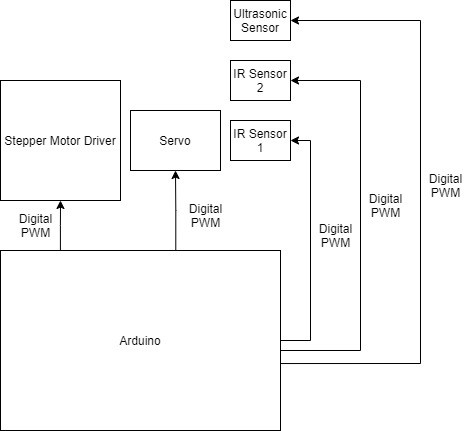 Ultrasonic
Sensor
IR Sensor
2
IR Sensor
1
Stepper Motor Driver
Servo
Digital
PWM
Digital
PWM
Digital
PWM
Digital
PWM
Digital
PWM
Arduino